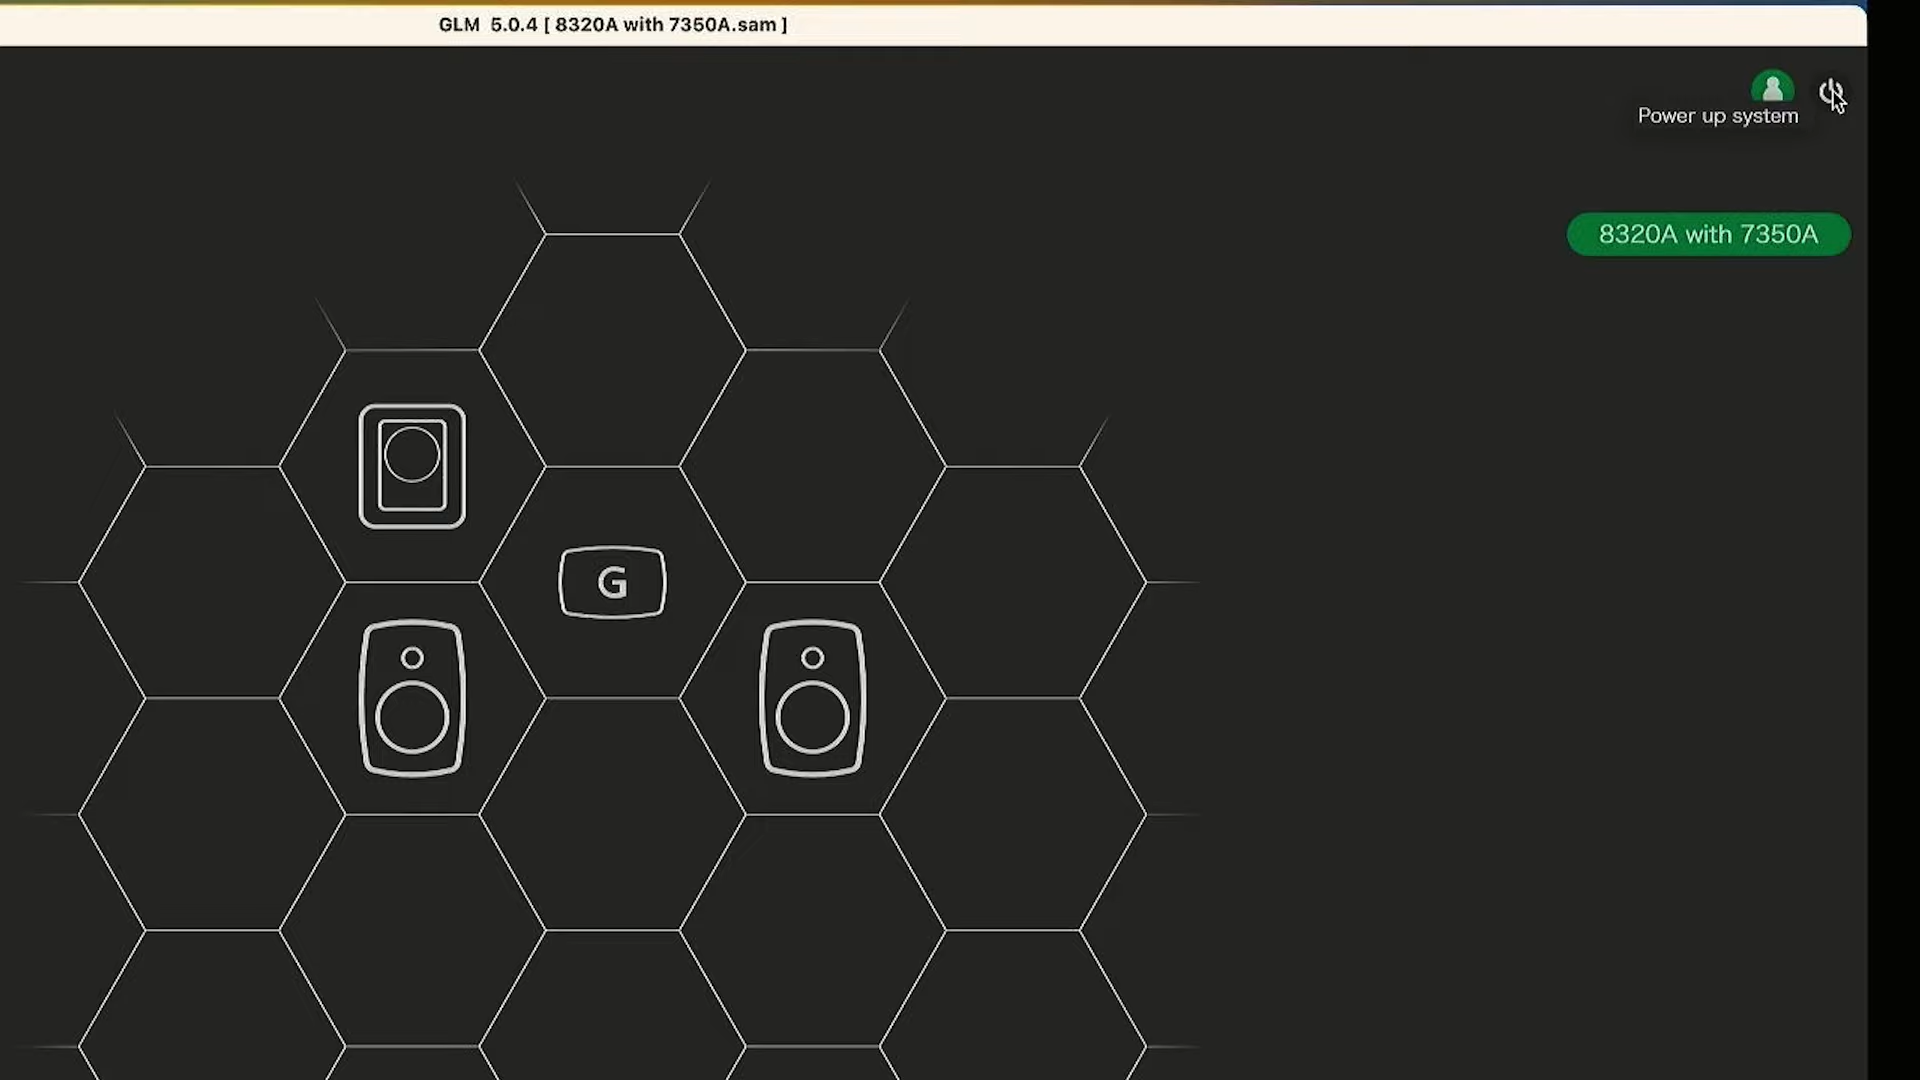 GLM 5.0.4 [ 8320A with 7350A.sam ]
Power up system
8320A with 7350A
G